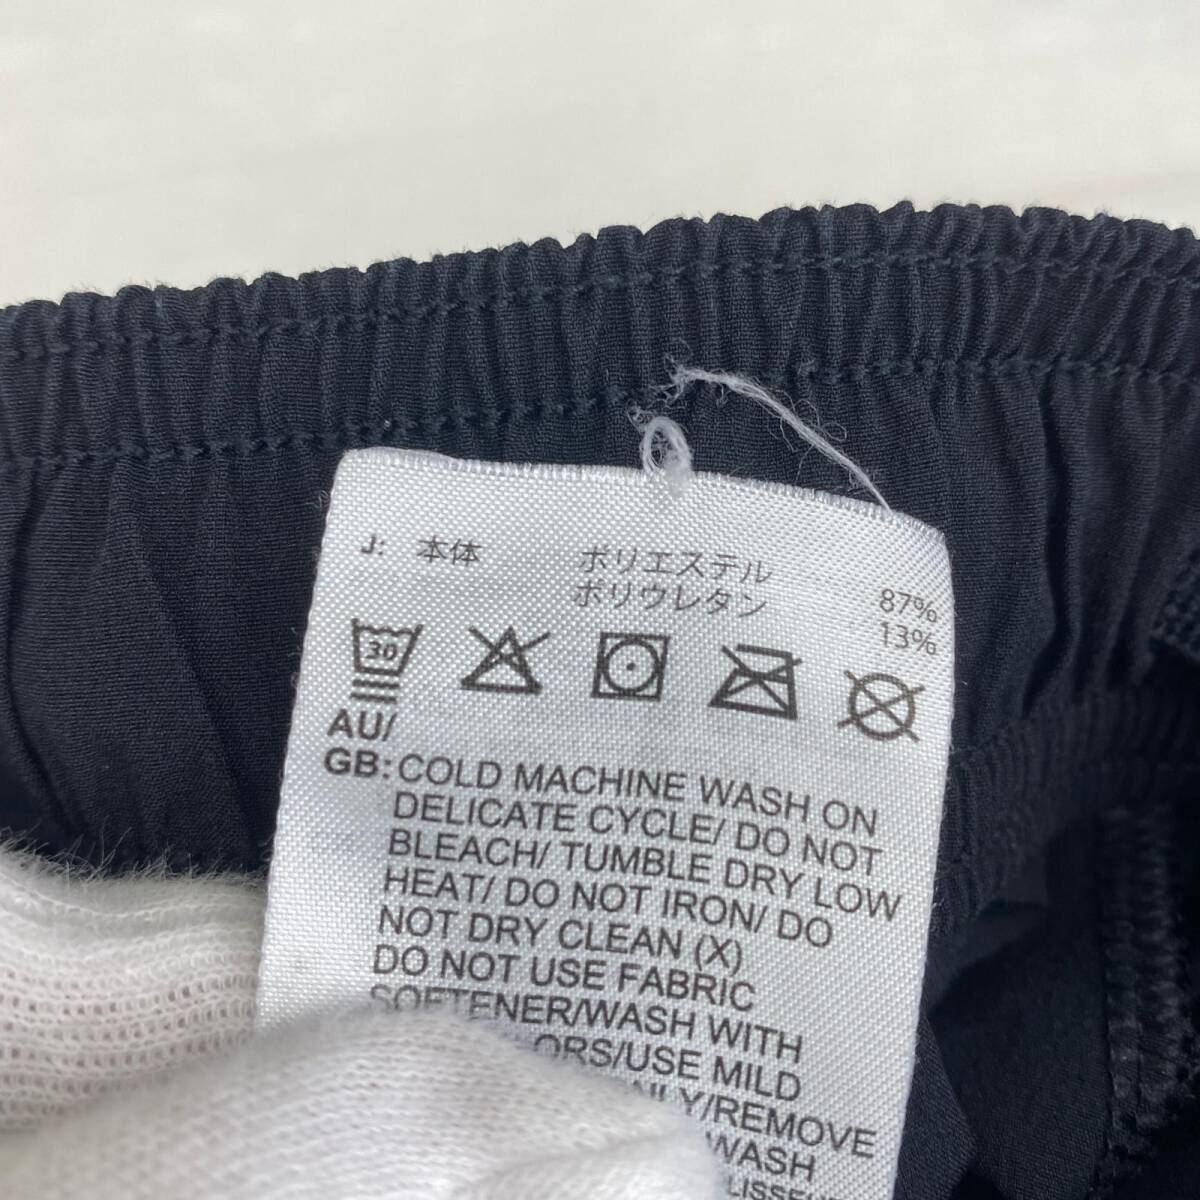 J: 本体 ポリエステル 87%
ポリウレタン 13%
30
AU/
GB: COLD MACHINE WASH ON
DELICATE CYCLE/ DO NOT
BLEACH/ TUMBLE DRY LOW
HEAT/ DO NOT IRON/ DO
NOT DRY CLEAN (X)
DO NOT USE FABRIC
SOFTENER/WASH WITH
ORS/USE MILD
/REMOVE
WASH